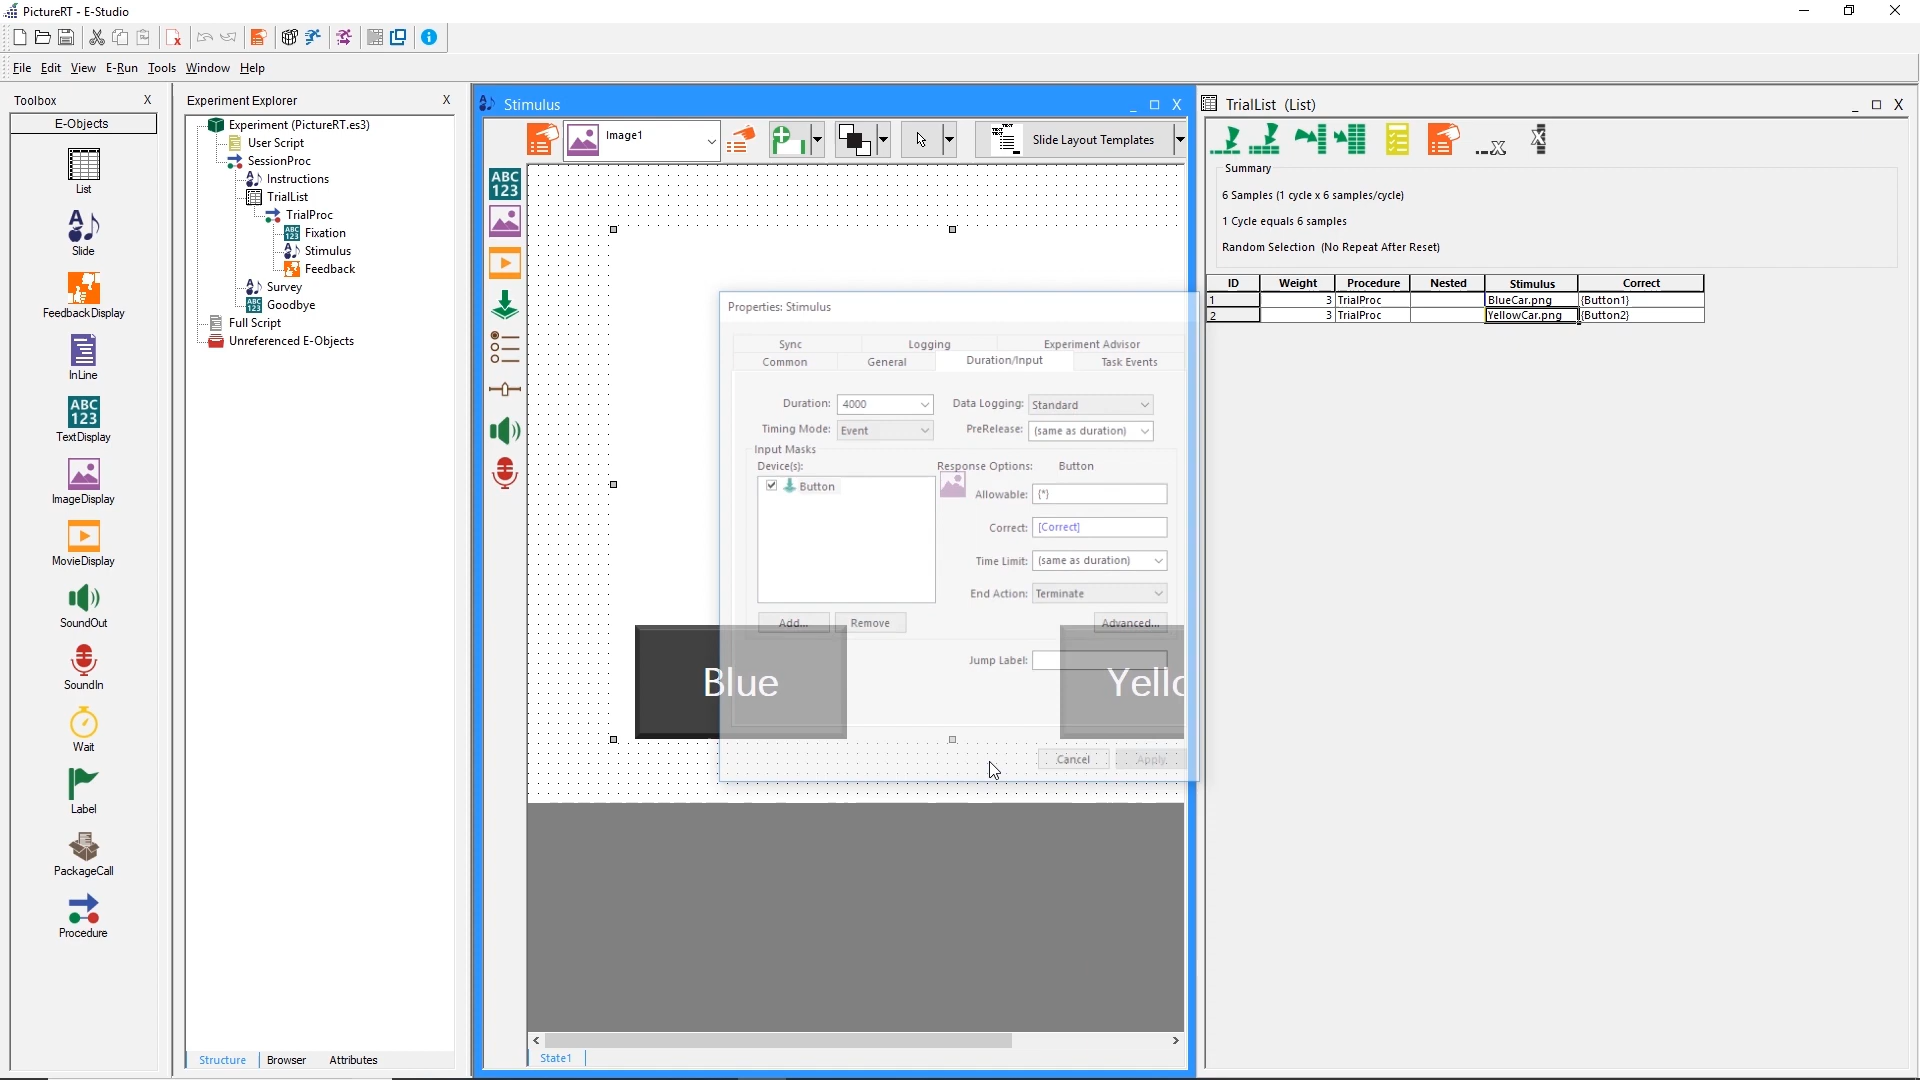 PictureRT - E-Studio
File Edit View E-Run Tools Window Help
Toolbox X
E-Objects
List
Slide
FeedbackDisplay
InLine
ABC
123
TextDisplay
ImageDisplay
MovieDisplay
SoundOut
SoundIn
Wait
Label
PackageCall
Procedure
Experiment Explorer X
Experiment (PictureRT.es3)
User Script
SessionProc
Instructions
TrialList
TrialProc
Fixation
Stimulus
Feedback
Survey
Goodbye
Full Script
Unreferenced E-Objects
Structure Browser Attributes
Stimulus
Image1
Slide Layout Templates
ABC
123
Properties: Stimulus
Sync Logging Experiment Advisor
Common General Duration/Input Task Events
Duration: 4000 Data Logging: Standard
Timing Mode: Event PreRelease: (same as duration)
Input Masks
Device(s): Response Options: Button
Button
Allowable: {*}
Correct: [Correct]
Time Limit: (same as duration)
End Action: Terminate
Add... Remove Advanced...
Jump Label:
Blue
Yello
Cancel Apply
State1
TrialList (List)
Summary
6 Samples (1 cycle x 6 samples/cycle)
1 Cycle equals 6 samples
Random Selection (No Repeat After Reset)
ID Weight Procedure Nested Stimulus Correct
1 3 TrialProc BlueCar.png {Button1}
2 3 TrialProc YellowCar.png {Button2}